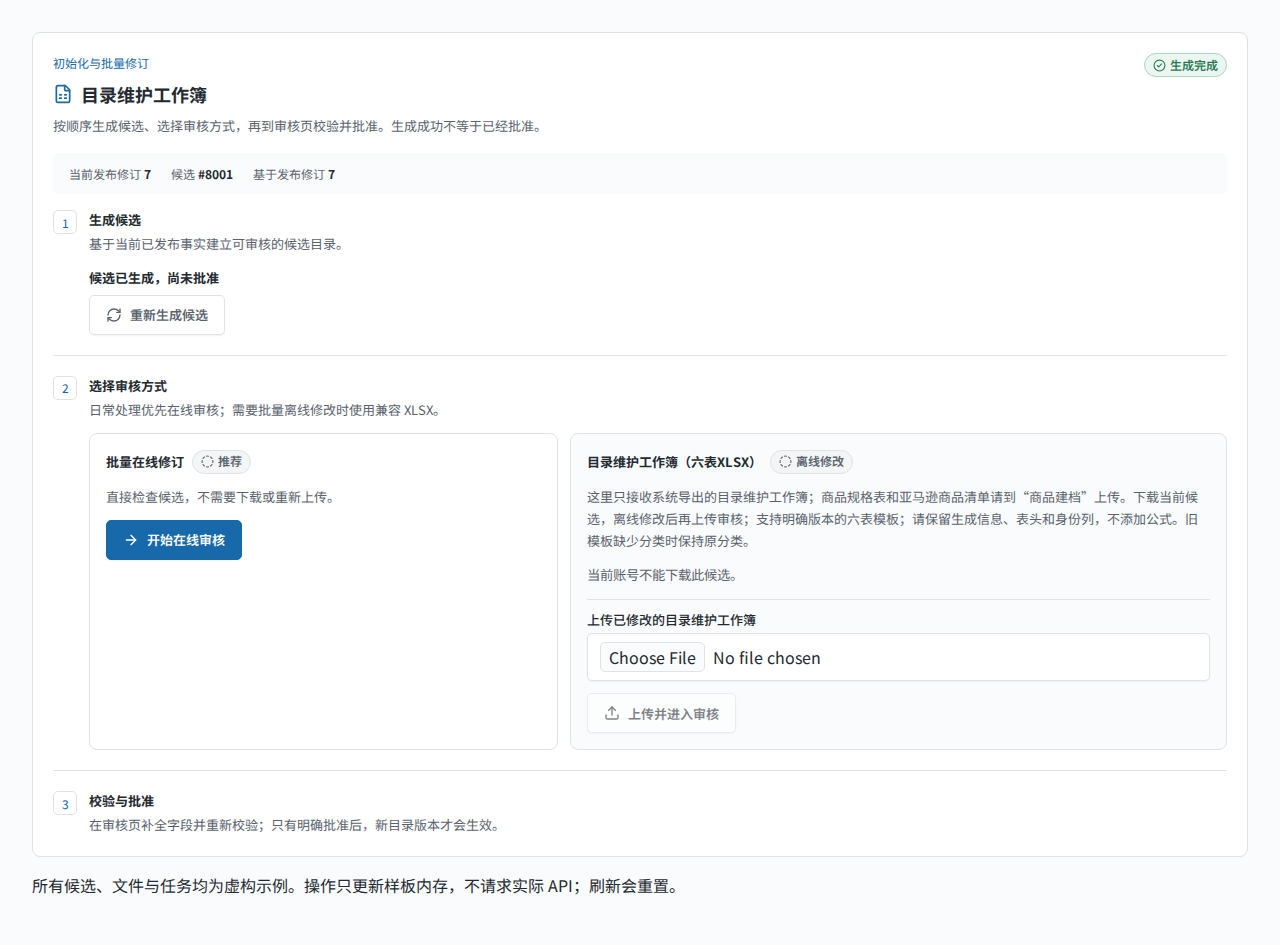 初始化与批量修订
生成完成
目录维护工作簿
按顺序生成候选、选择审核方式，再到审核页校验并批准。生成成功不等于已经批准。
当前发布修订 7 候选 #8001 基于发布修订 7
1 生成候选
基于当前已发布事实建立可审核的候选目录。
候选已生成，尚未批准
重新生成候选
2 选择审核方式
日常处理优先在线审核；需要批量离线修改时使用兼容 XLSX。
批量在线修订 推荐
直接检查候选，不需要下载或重新上传。
开始在线审核
目录维护工作簿（六表XLSX） 离线修改
这里只接收系统导出的目录维护工作簿；商品规格表和亚马逊商品清单请到“商品建档”上传。下载当前候
选，离线修改后再上传审核；支持明确版本的六表模板；请保留生成信息、表头和身份列，不添加公式。旧
模板缺少分类时保持原分类。
当前账号不能下载此候选。
上传已修改的目录维护工作簿
Choose File No file chosen
上传并进入审核
3 校验与批准
在审核页补全字段并重新校验；只有明确批准后，新目录版本才会生效。
所有候选、文件与任务均为虚构示例。操作只更新样板内存，不请求实际 API；刷新会重置。